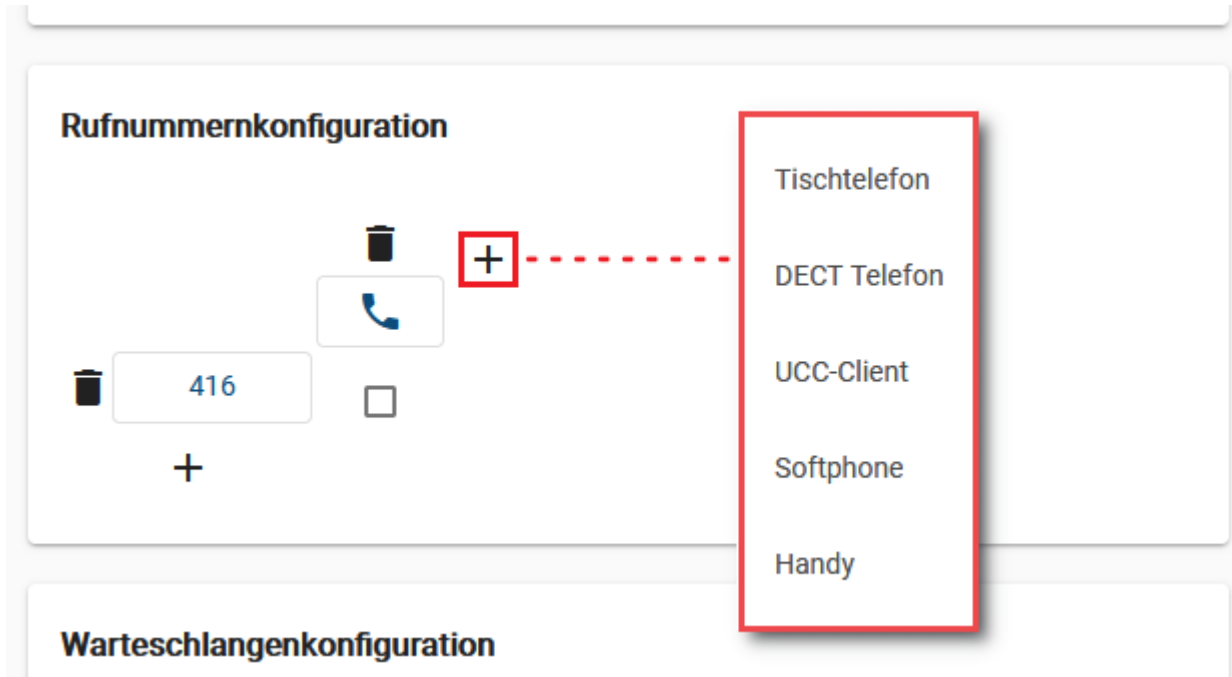 Rufnummernkonfiguration
Tischtelefon
DECT Telefon
UCC-Client
416
Softphone
Handy
Warteschlangenkonfiguration